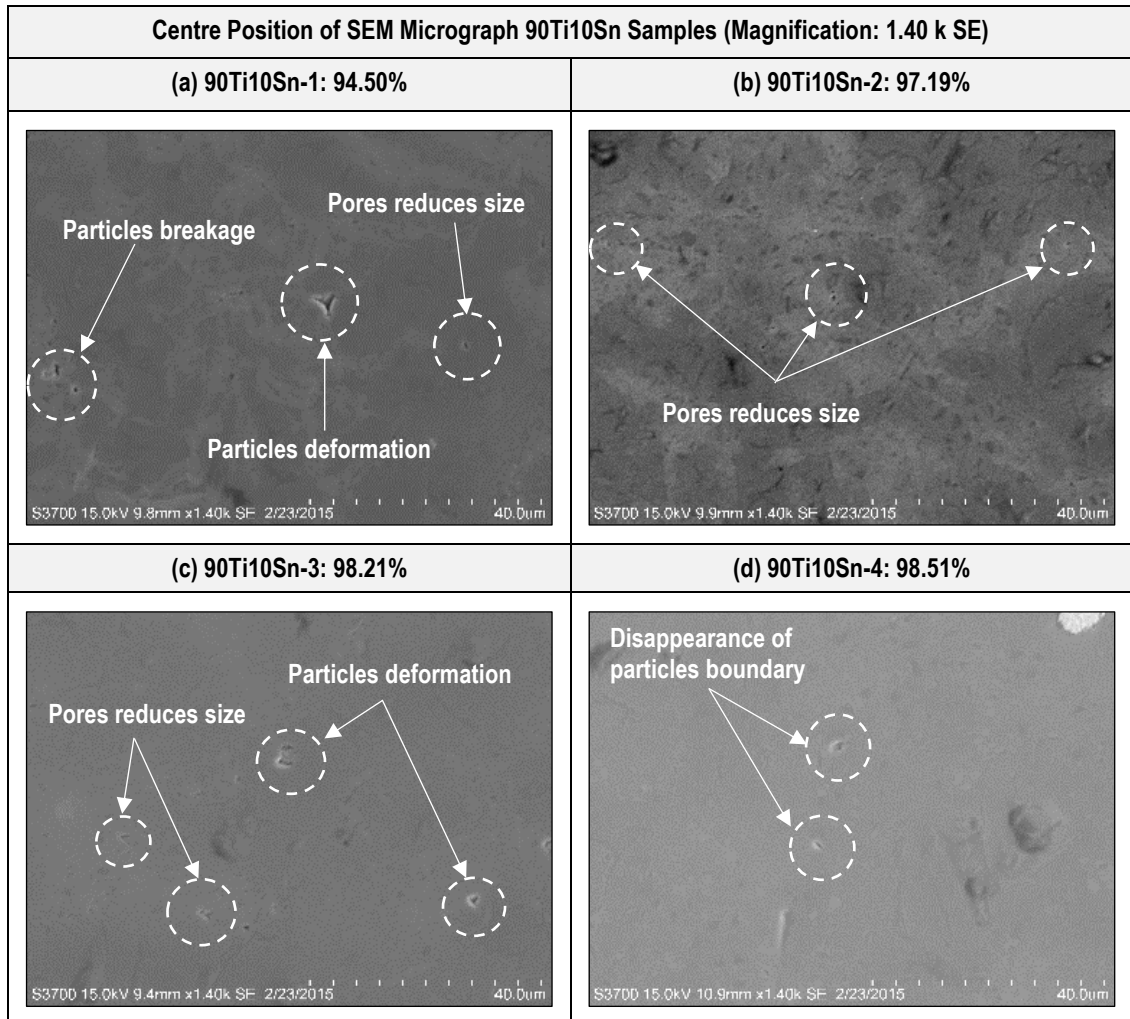 Centre Position of SEM Micrograph 90Ti10Sn Samples (Magnification: 1.40 k SE)
(a) 90Ti10Sn-1: 94.50%
(b) 90Ti10Sn-2: 97.19%
Pores reduces size
Particles breakage
Particles deformation
S3700 15.0kV 9.8mm x1.40k SE 2/23/2015 40.0um
Pores reduces size
S3700 15.0kV 9.9mm x1.40k SE 2/23/2015 40.0um
(c) 90Ti10Sn-3: 98.21%
(d) 90Ti10Sn-4: 98.51%
Particles deformation
Pores reduces size
S3700 15.0kV 9.4mm x1.40k SE 2/23/2015 40.0um
Disappearance of
particles boundary
S3700 15.0kV 10.9mm x1.40k SE 2/23/2015 40.0um